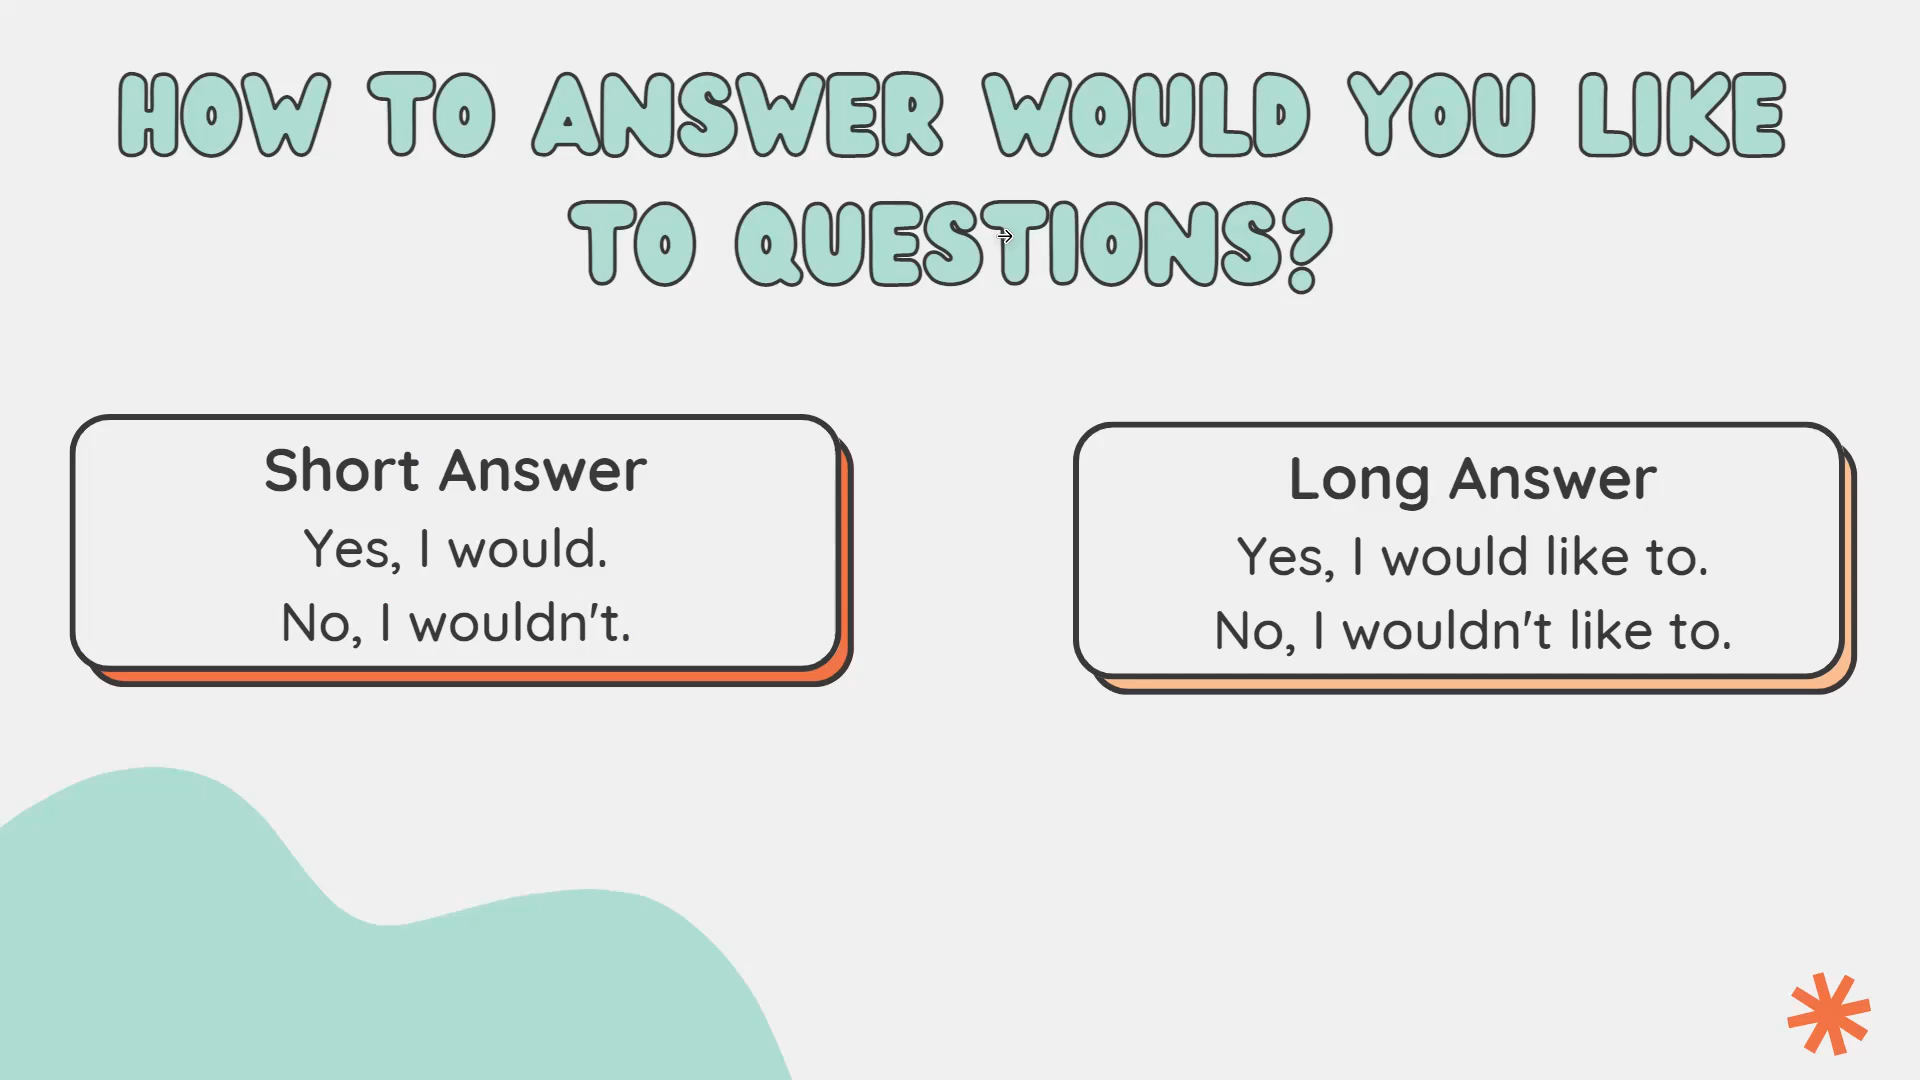 HOW TO ANSWER WOULD YOU LIKE
TO QUESTIONS?
Short Answer
Yes, I would.
No, I wouldn't.
Long Answer
Yes, I would like to.
No, I wouldn't like to.